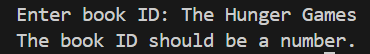 Enter book ID: The Hunger Games
The book ID should be a number.